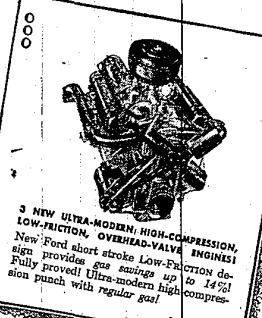 3 NEW ULTRA-MODERN, HIGH-COMPRESSION,
LOW-FRICTION, OVERHEAD-VALVE ENGINES!
New Ford short stroke LOW-FRICTION de-
sign provides gas savings up to 14%!
Fully proved! Ultra-modern high-compres-
sion punch with regular gas!